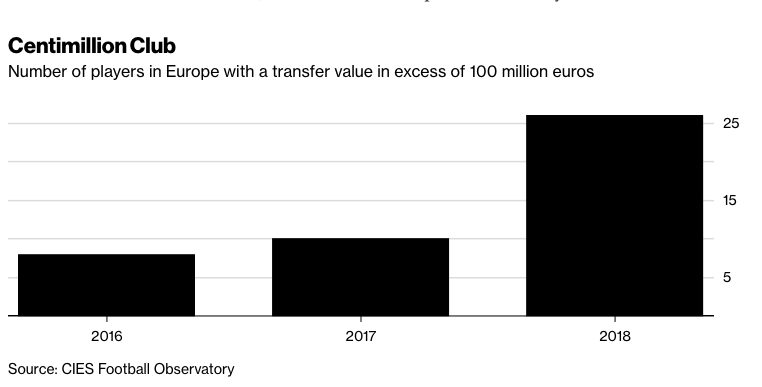 Centimillion Club
Number of players in Europe with a transfer value in excess of 100 million euros
25
15
5
2016 2017 2018
Source: CIES Football Observatory